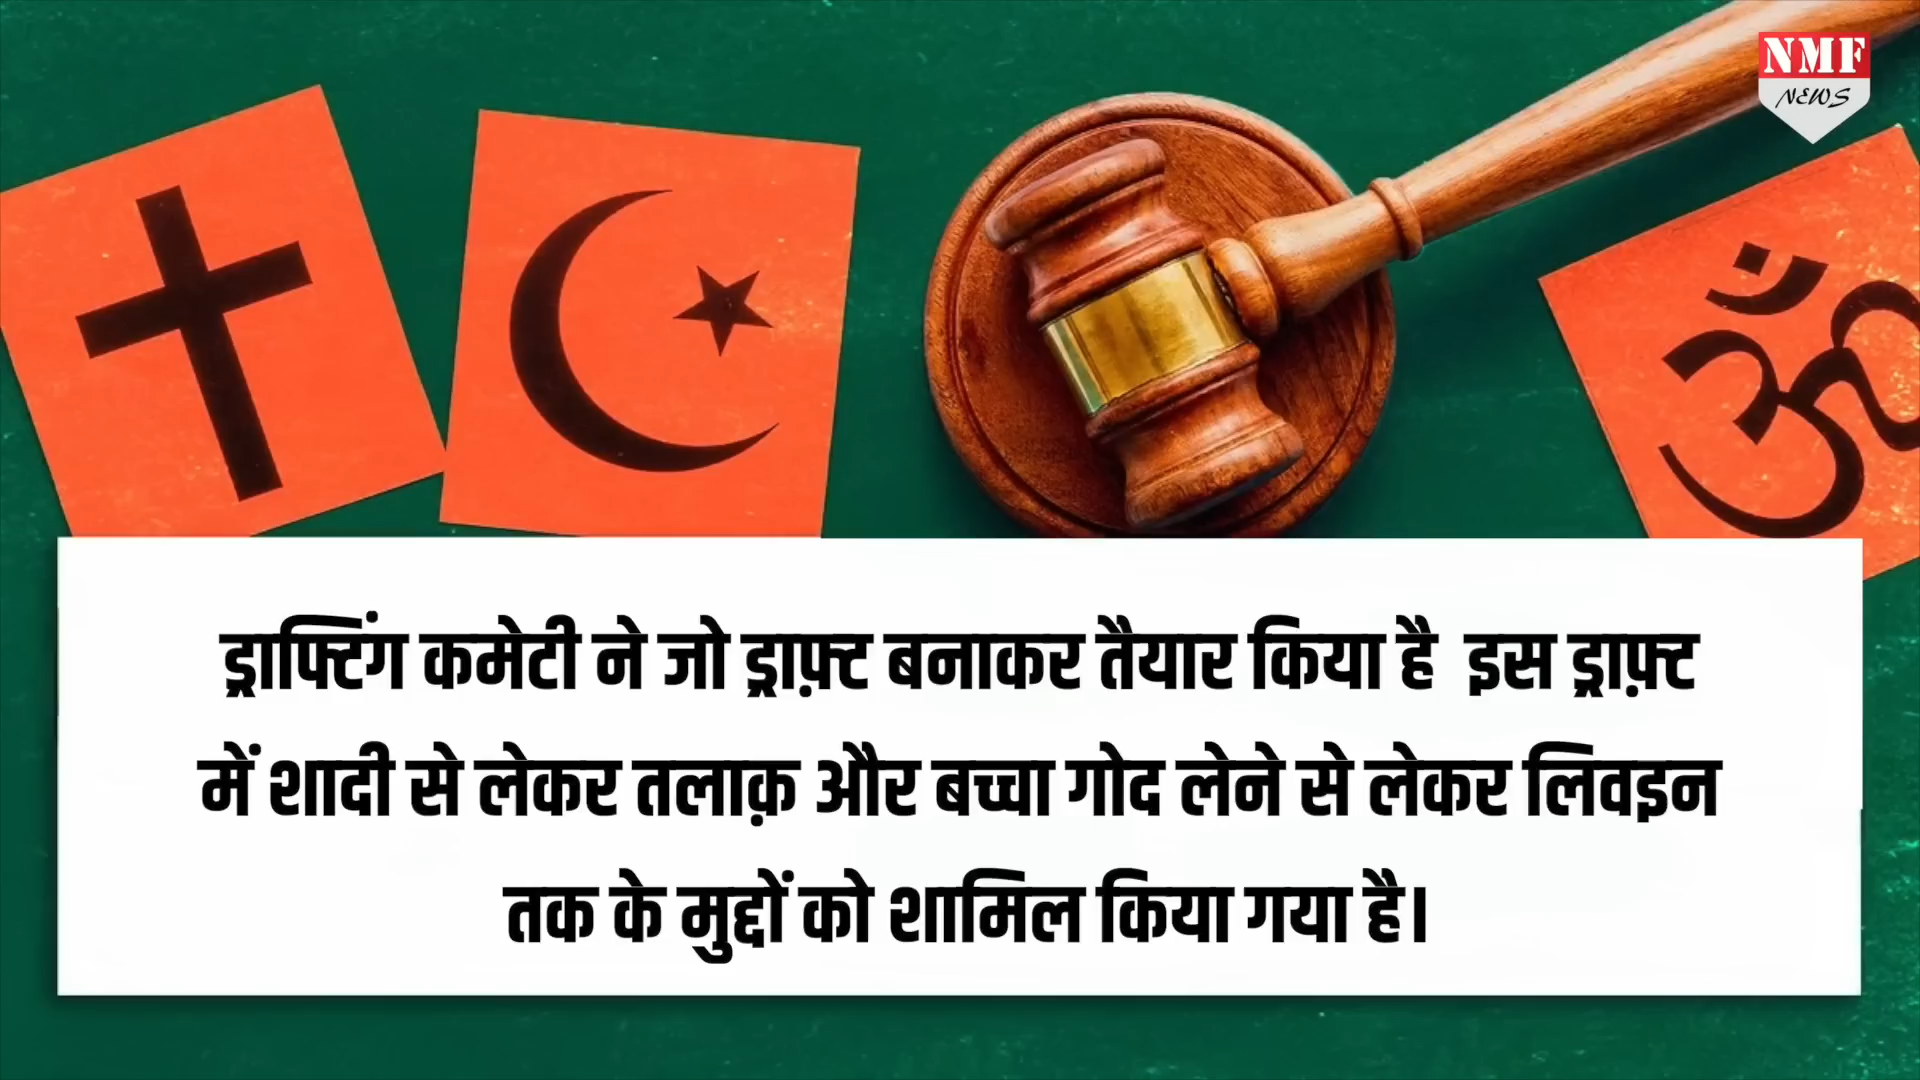 NMF
NEWS
ड्राफ्टिंग कमेटी ने जो ड्राफ़्ट बनाकर तैयार किया है इस ड्राफ़्ट
में शादी से लेकर तलाक़ और बच्चा गोद लेने से लेकर लिवइन
तक के मुद्दों को शामिल किया गया है।